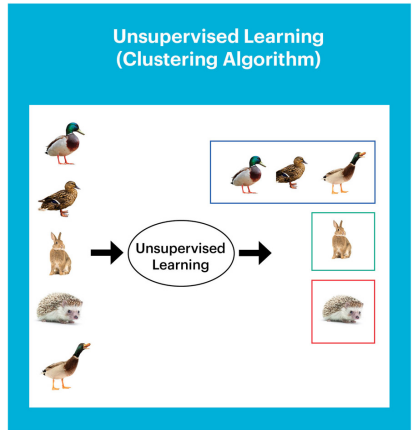 Unsupervised Learning
(Clustering Algorithm)
Unsupervised
Learning